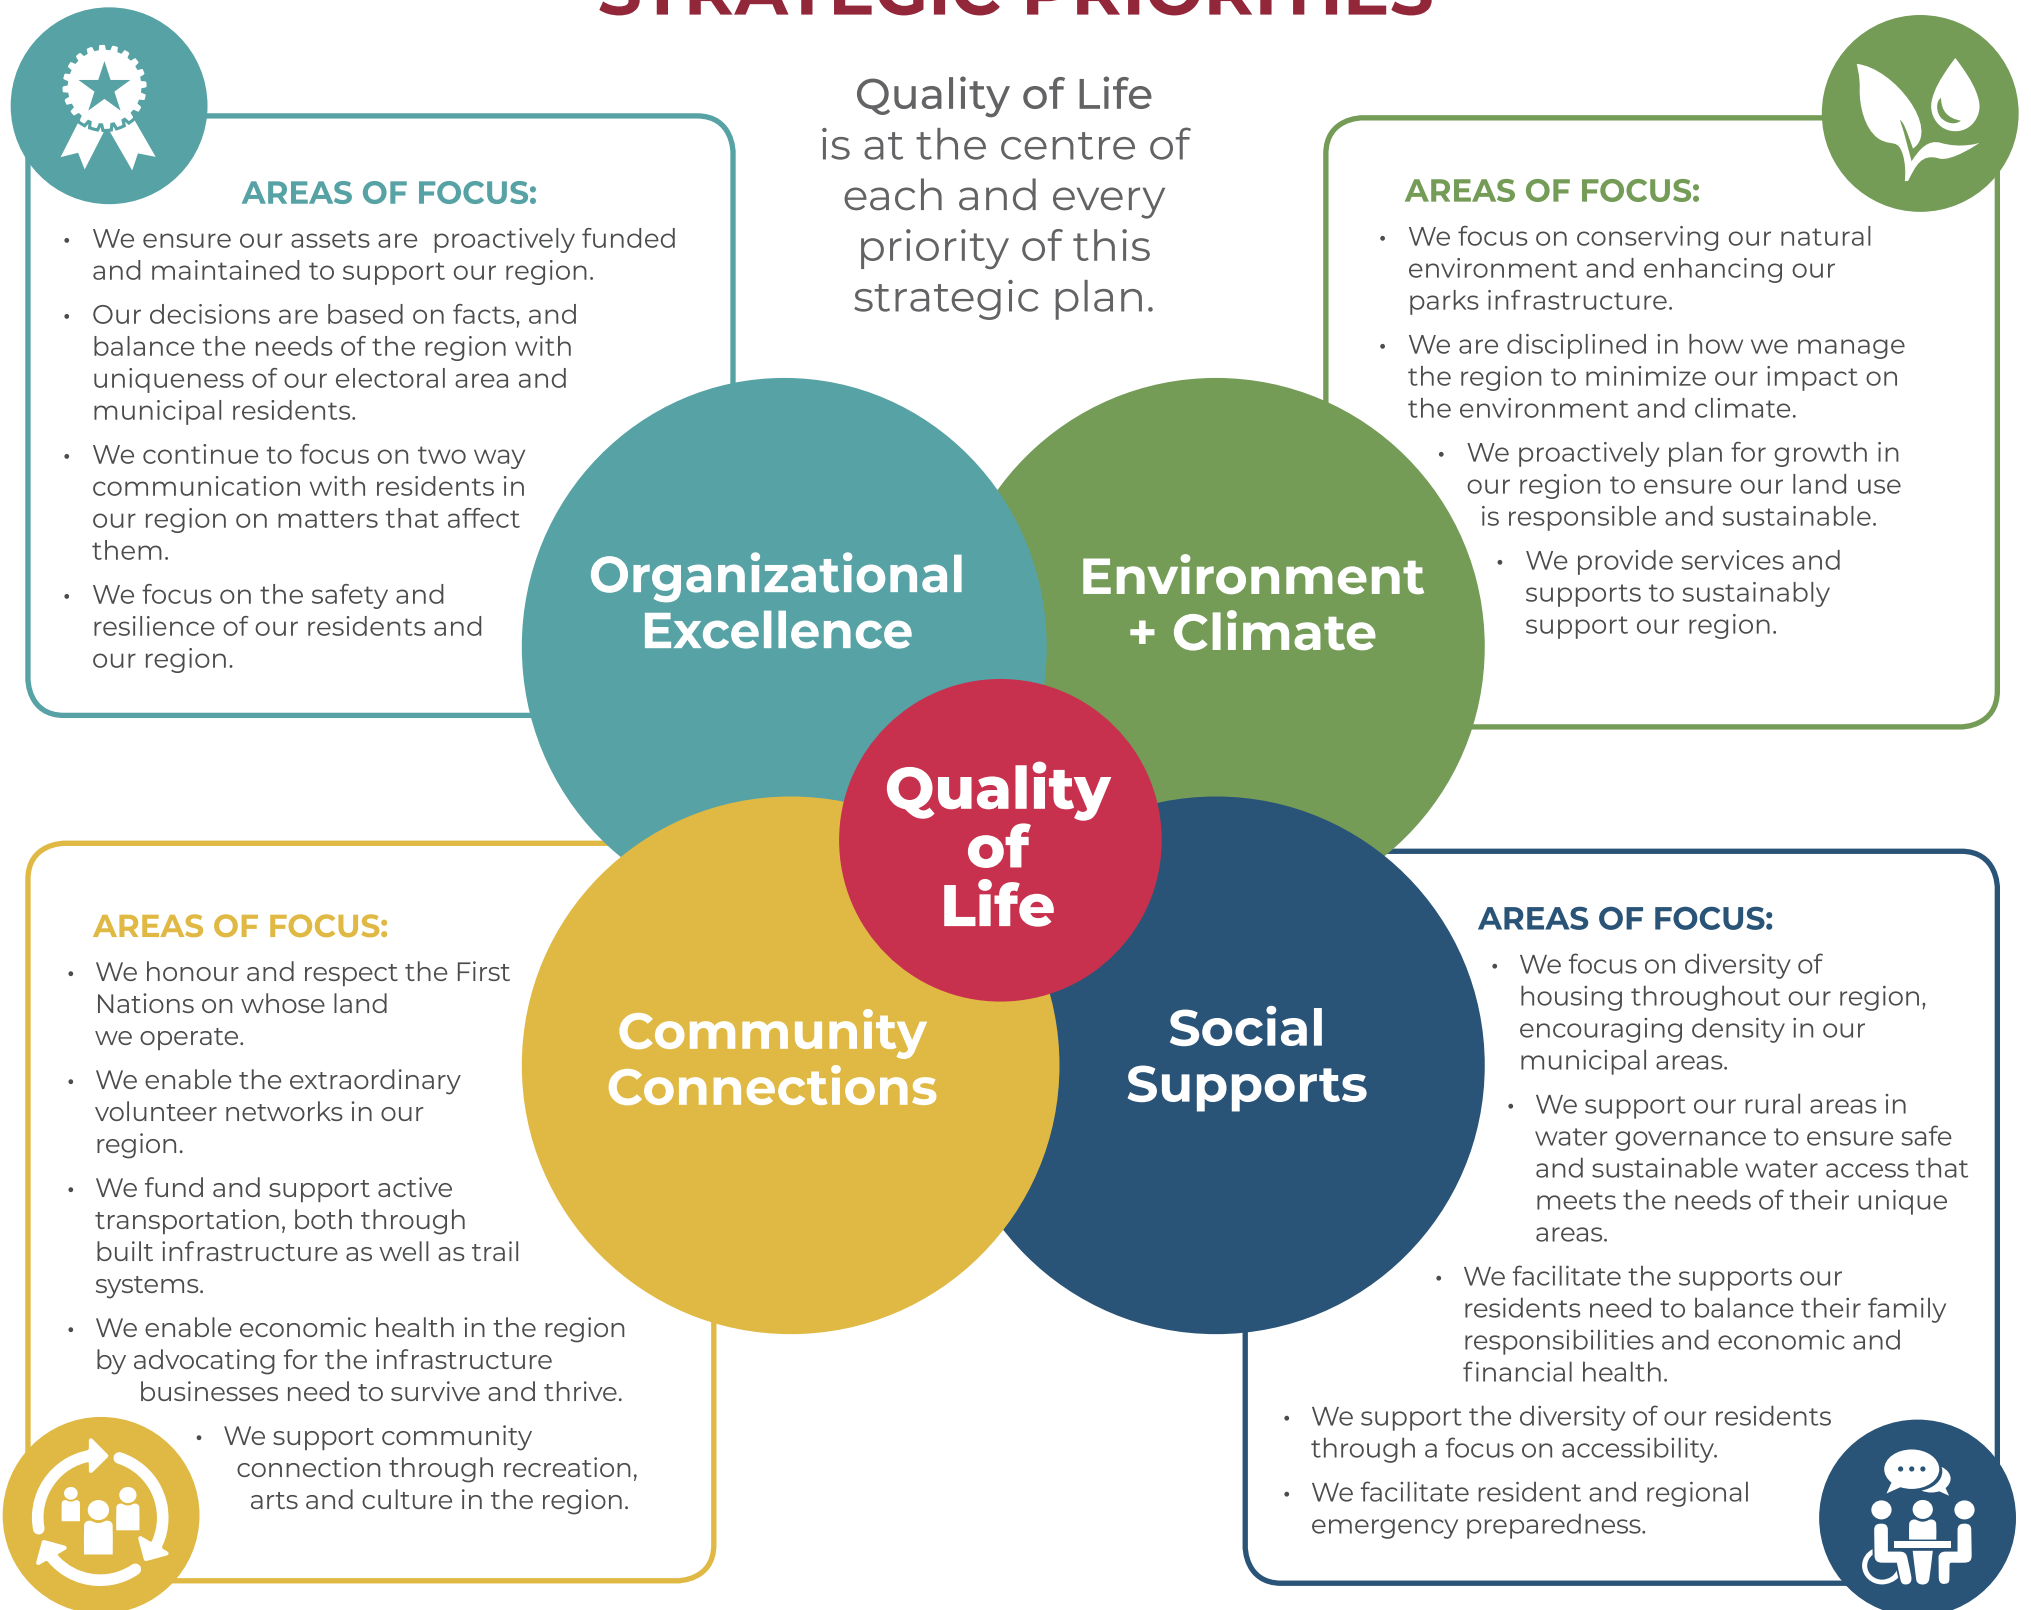 STRATEGIC PRIORITIES
Quality of Life
is at the centre of
each and every
priority of this
strategic plan.
AREAS OF FOCUS:
• We ensure our assets are proactively funded
and maintained to support our region.
• Our decisions are based on facts, and
balance the needs of the region with
uniqueness of our electoral area and
municipal residents.
• We continue to focus on two way
communication with residents in
our region on matters that affect
them.
• We focus on the safety and
resilience of our residents and
our region.
AREAS OF FOCUS:
• We focus on conserving our natural
environment and enhancing our
parks infrastructure.
• We are disciplined in how we manage
the region to minimize our impact on
the environment and climate.
• We proactively plan for growth in
our region to ensure our land use
is responsible and sustainable.
• We provide services and
supports to sustainably
support our region.
Organizational
Excellence
Environment
+ Climate
Quality
of
Life
Community
Connections
Social
Supports
AREAS OF FOCUS:
• We honour and respect the First
Nations on whose land
we operate.
• We enable the extraordinary
volunteer networks in our
region.
• We fund and support active
transportation, both through
built infrastructure as well as trail
systems.
• We enable economic health in the region
by advocating for the infrastructure
businesses need to survive and thrive.
• We support community
connection through recreation,
arts and culture in the region.
AREAS OF FOCUS:
• We focus on diversity of
housing throughout our region,
encouraging density in our
municipal areas.
• We support our rural areas in
water governance to ensure safe
and sustainable water access that
meets the needs of their unique
areas.
• We facilitate the supports our
residents need to balance their family
responsibilities and economic and
financial health.
• We support the diversity of our residents
through a focus on accessibility.
• We facilitate resident and regional
emergency preparedness.